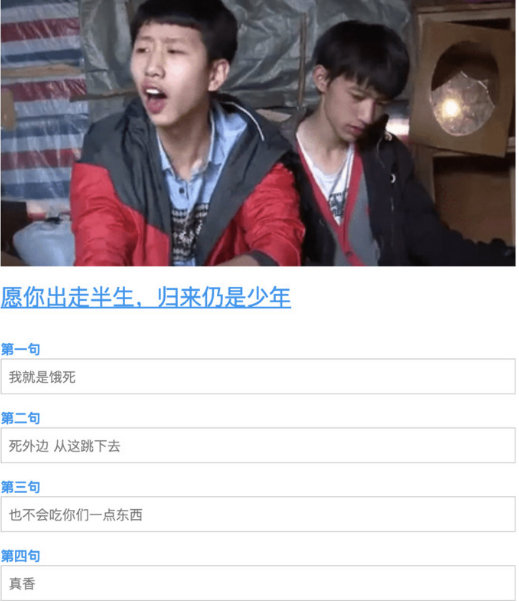 愿你出走半生，归来仍是少年
第一句
我就是饿死
第二句
死外边 从这跳下去
第三句
也不会吃你们一点东西
第四句
真香